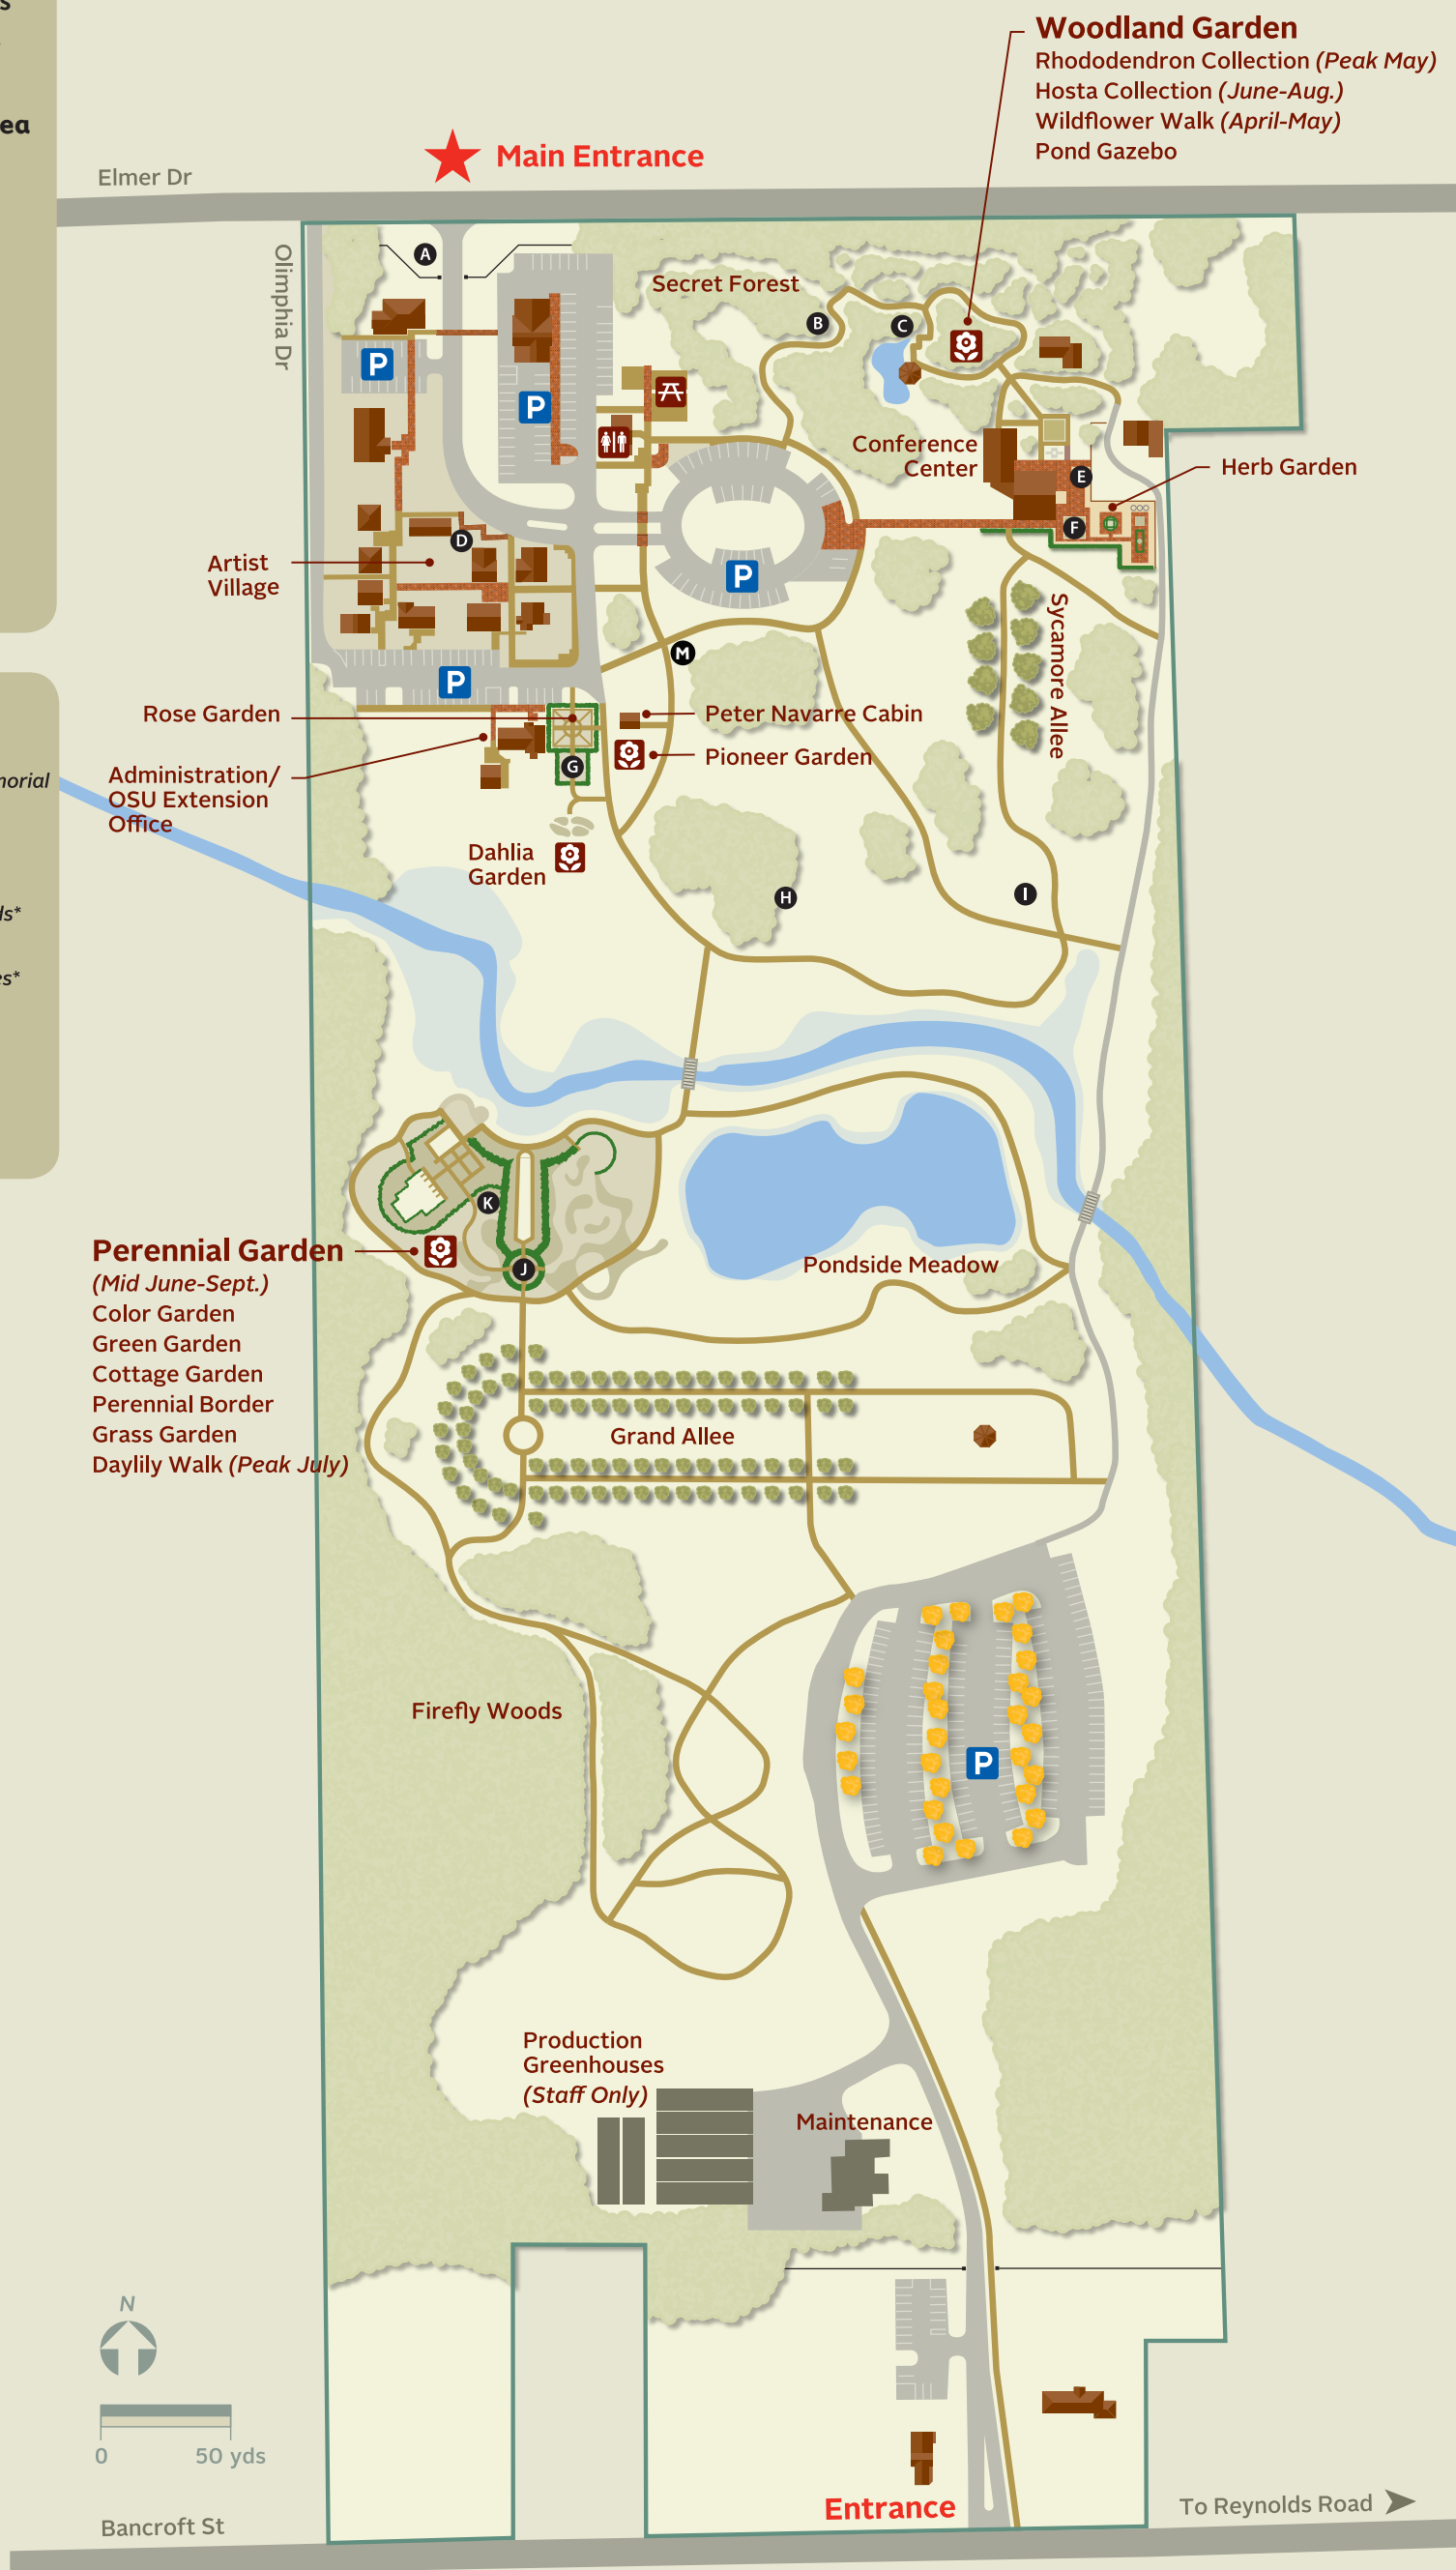 s
ea
Woodland Garden
Rhododendron Collection (Peak May)
Hosta Collection (June-Aug.)
Wildflower Walk (April-May)
Pond Gazebo
Main Entrance
Elmer Dr
Olimphia Dr
A
Secret Forest
B
C
P
P
Conference
Center
E
Herb Garden
F
D
Artist
Village
P
Sycamore Allee
M
P
Rose Garden
Peter Navarre Cabin
Pioneer Garden
G
Administration/
OSU Extension
Office
norial
Dahlia
Garden
H
I
ds*
es*
K
Perennial Garden
(Mid June-Sept.)
Color Garden
Green Garden
Cottage Garden
Perennial Border
Grass Garden
Daylily Walk (Peak July)
J
Pondside Meadow
Grand Allee
Firefly Woods
P
Production
Greenhouses
(Staff Only)
Maintenance
N
0 50 yds
Entrance
To Reynolds Road
Bancroft St